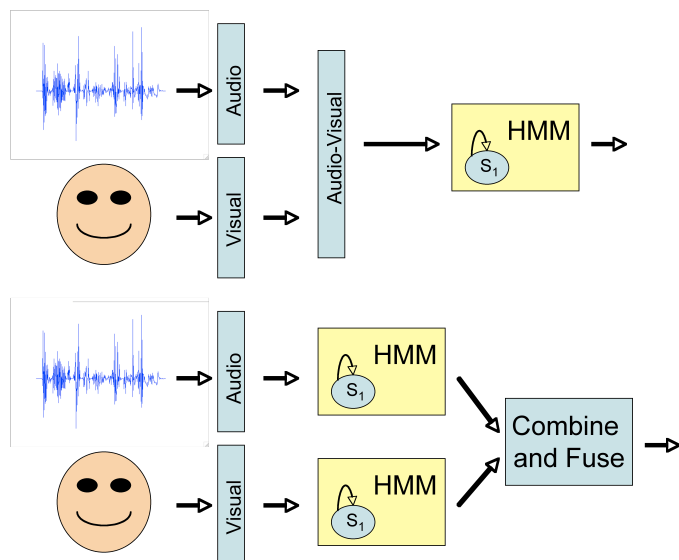 Audio
Visual
Audio-Visual
HMM
S₁
Audio
Visual
HMM
S₁
HMM
S₁
Combine
and Fuse